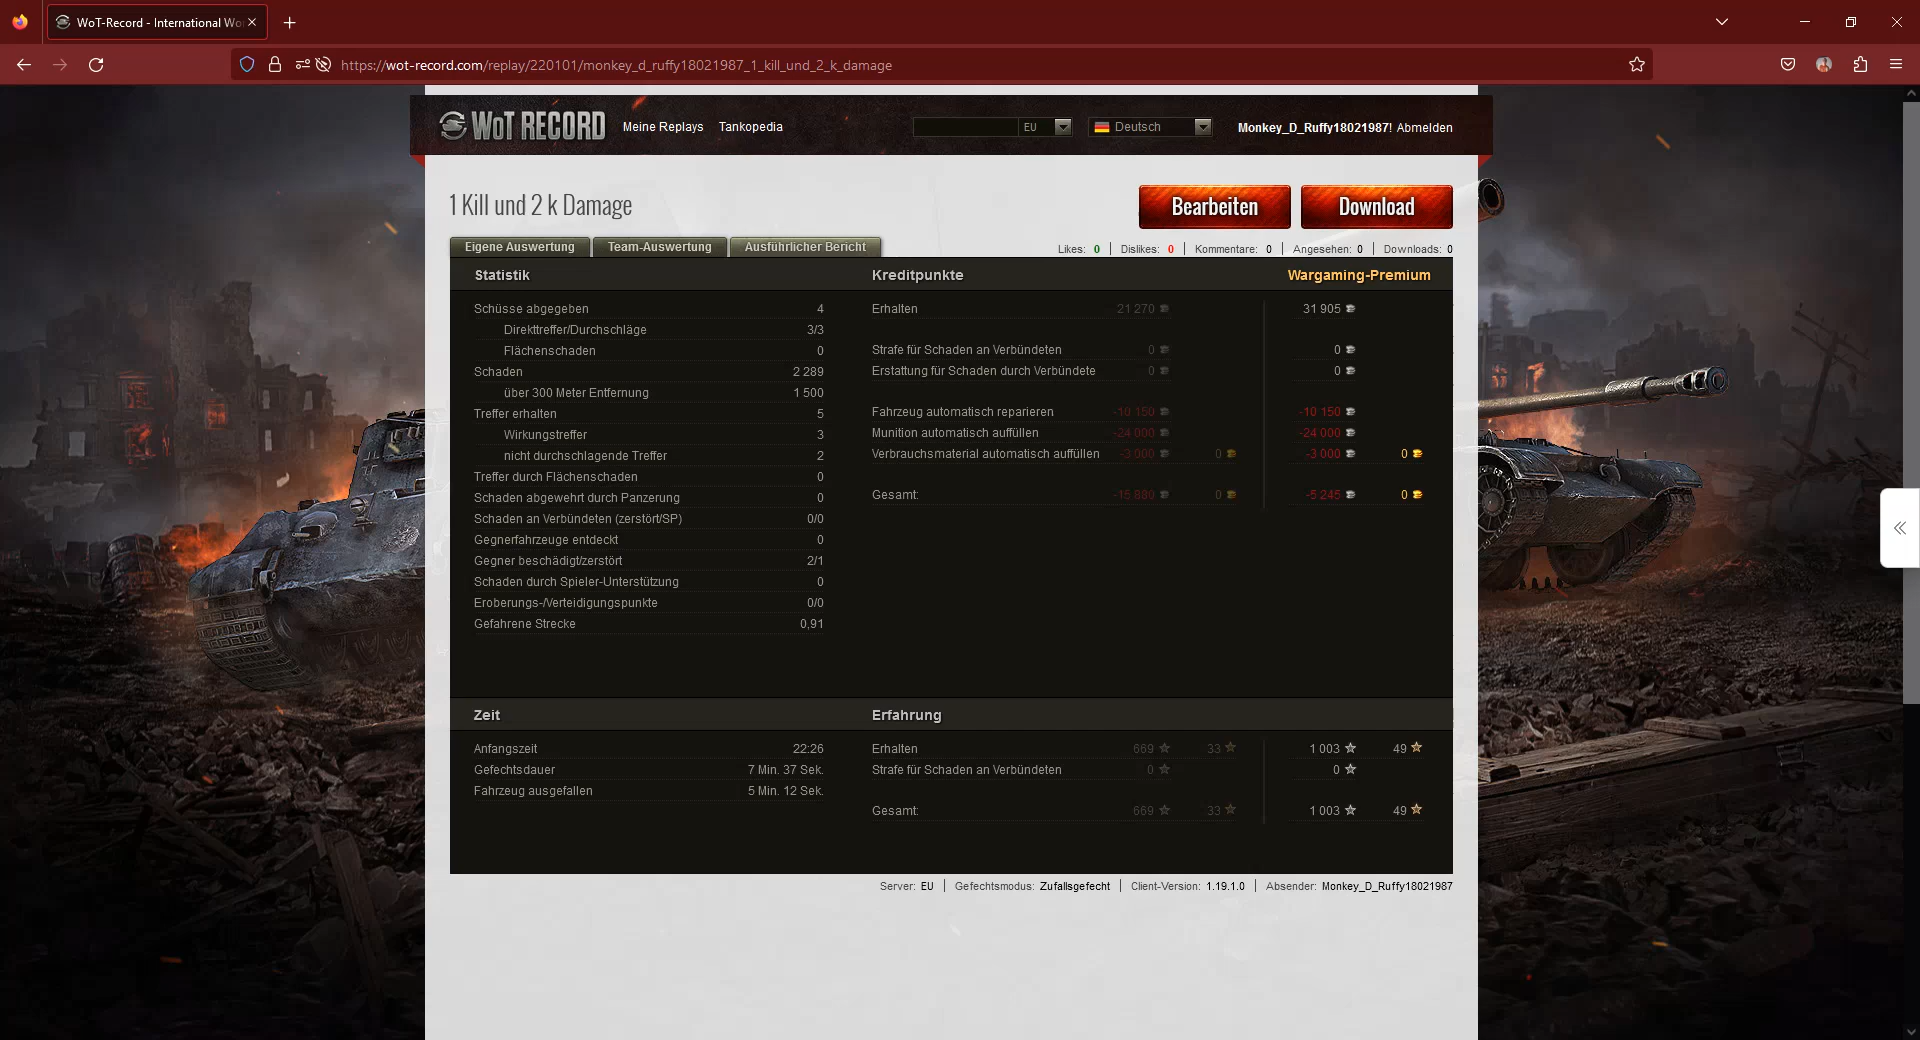 WoT-Record - International Wo
https://wot-record.com/replay/220101/monkey_d_ruffy18021987_1_kill_und_2_k_damage
WOT RECORD
Meine Replays Tankopedia
EU
Deutsch
Monkey_D_Ruffy18021987! Abmelden
1 Kill und 2 k Damage
Bearbeiten
Download
Eigene Auswertung
Team-Auswertung
Ausführlicher Bericht
Likes: 0 | Dislikes: 0 | Kommentare: 0 | Angesehen: 0 | Downloads: 0
Statistik
Schüsse abgegeben 4
Direkttreffer/Durchschläge 3/3
Flächenschaden 0
Schaden 2 289
über 300 Meter Entfernung 1 500
Treffer erhalten 5
Wirkungstreffer 3
nicht durchschlagende Treffer 2
Treffer durch Flächenschaden 0
Schaden abgewehrt durch Panzerung 0
Schaden an Verbündeten (zerstört/SP) 0/0
Gegnerfahrzeuge entdeckt 0
Gegner beschädigt/zerstört 2/1
Schaden durch Spieler-Unterstützung 0
Eroberungs-/Verteidigungspunkte 0/0
Gefahrene Strecke 0,91
Kreditpunkte Wargaming-Premium
Erhalten 21 270 31 905
Strafe für Schaden an Verbündeten 0 0
Erstattung für Schaden durch Verbündete 0 0
Fahrzeug automatisch reparieren -10 150 -10 150
Munition automatisch auffüllen -24 000 -24 000
Verbrauchsmaterial automatisch auffüllen -3 000 0 -3 000 0
Gesamt: -15 880 0 -5 245 0
Zeit
Anfangszeit 22:26
Gefechtsdauer 7 Min. 37 Sek.
Fahrzeug ausgefallen 5 Min. 12 Sek.
Erfahrung
Erhalten 669 33 1 003 49
Strafe für Schaden an Verbündeten 0 0
Gesamt: 669 33 1 003 49
Server: EU | Gefechtsmodus: Zufallsgefecht | Client-Version: 1.19.1.0 | Absender: Monkey_D_Ruffy18021987